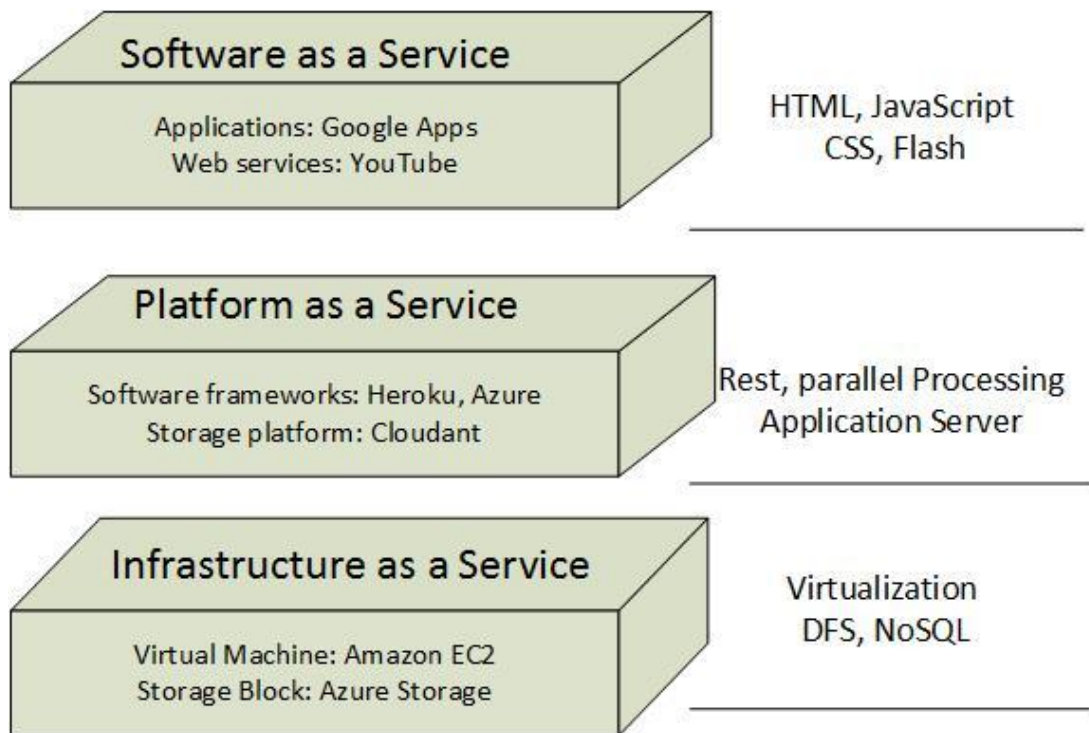 Software as a Service
Applications: Google Apps
Web services: YouTube
HTML, JavaScript
CSS, Flash
Platform as a Service
Software frameworks: Heroku, Azure
Storage platform: Cloudant
Rest, parallel Processing
Application Server
Infrastructure as a Service
Virtual Machine: Amazon EC2
Storage Block: Azure Storage
Virtualization
DFS, NoSQL